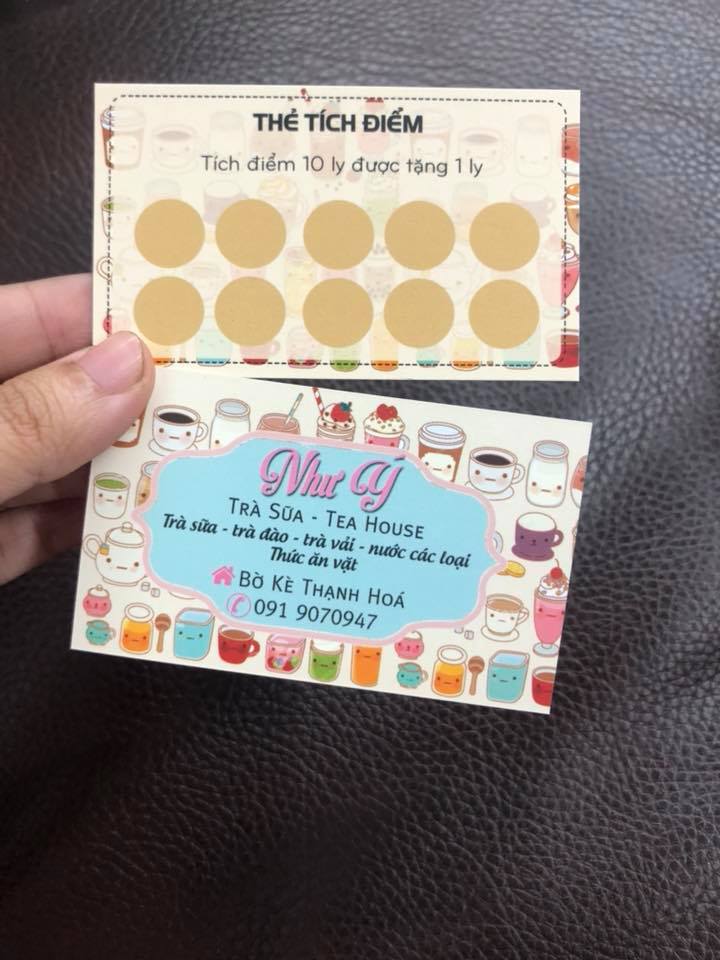 THẺ TÍCH ĐIỂM
Tích điểm 10 ly được tặng 1 ly
Như Ý
TRÀ SỮA - TEA HOUSE
Trà sữa - trà đào - trà vải - nước các loại
Thức ăn vặt
BỜ KÈ THẠNH HOÁ
091 9070947